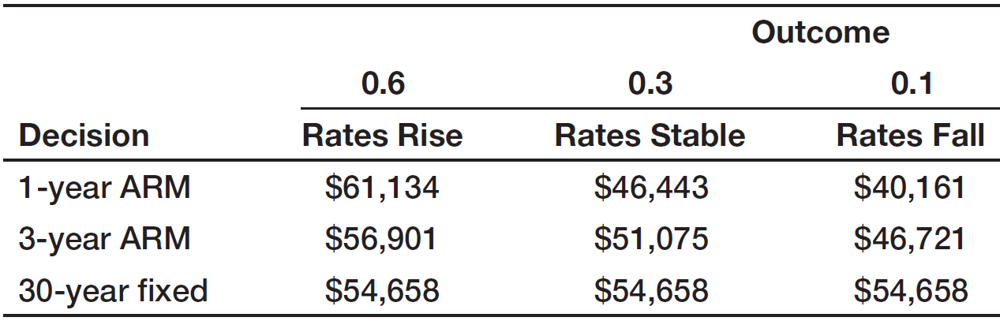 Outcome
0.6 0.3 0.1
Decision Rates Rise Rates Stable Rates Fall
1-year ARM $61,134 $46,443 $40,161
3-year ARM $56,901 $51,075 $46,721
30-year fixed $54,658 $54,658 $54,658